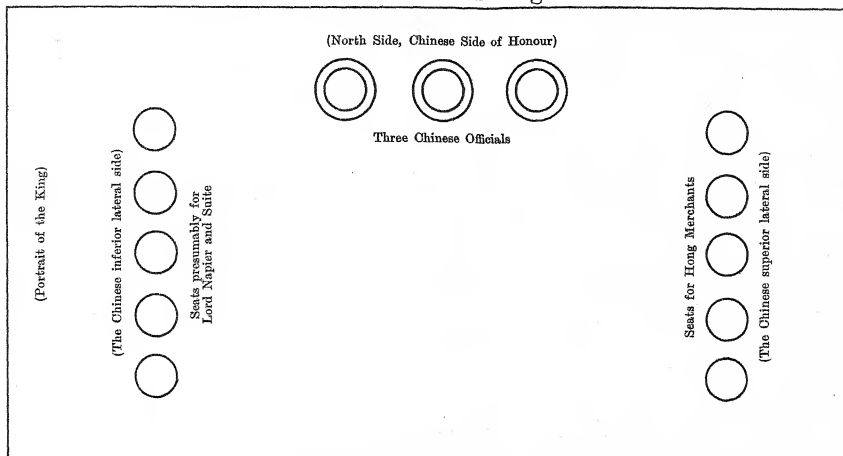 (North Side, Chinese Side of Honour)
Three Chinese Officials
(Portrait of the King)
(The Chinese inferior lateral side)
Seats presumably for
Lord Napier and Suite
Seats for Hong Merchants
(The Chinese superior lateral side)